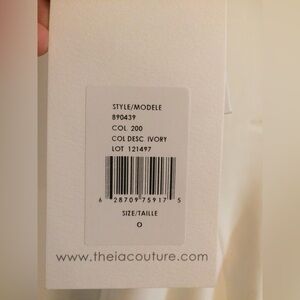 STYLE/MODELE
890439
COL. 200
COL DESC IVORY
LOT 121497
6 28709 75917 5
SIZE/TAILLE
0
www.theiacouture.com